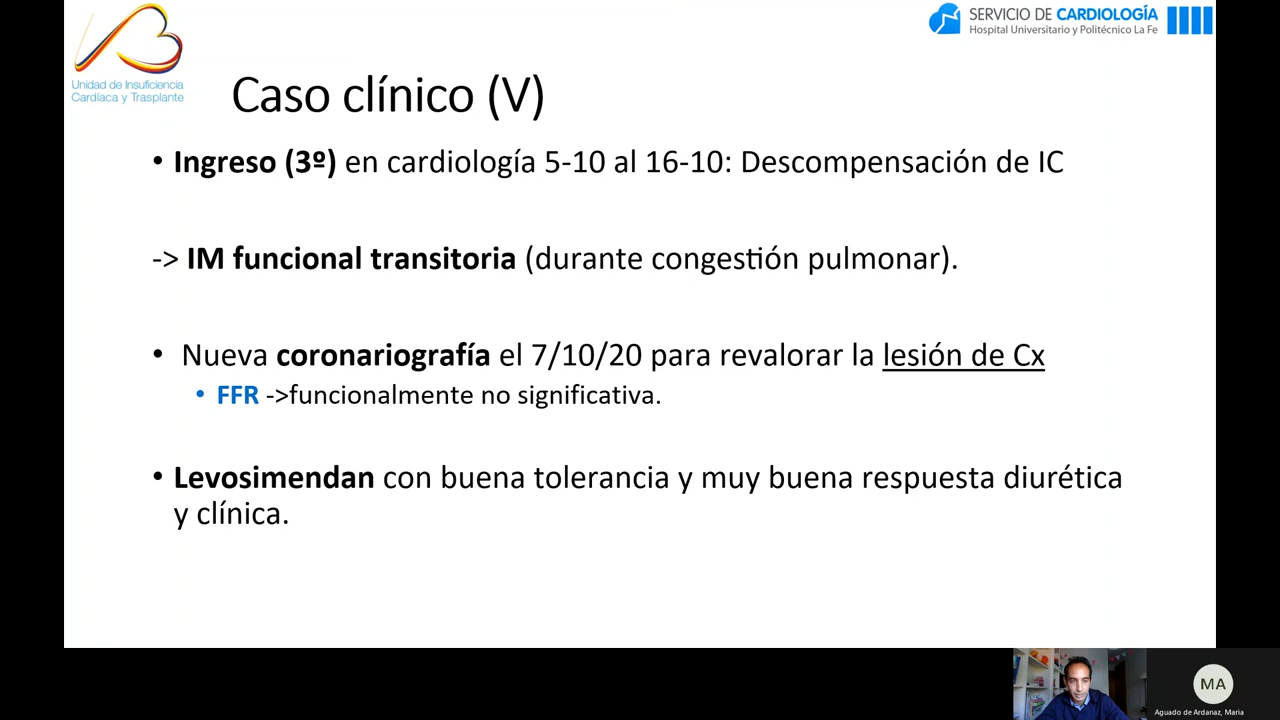 Unidad de Insuficiencia
Cardíaca y Trasplante
SERVICIO DE CARDIOLOGÍA
Hospital Universitario y Politécnico La Fe
Caso clínico (V)
• Ingreso (3º) en cardiología 5-10 al 16-10: Descompensación de IC
-> IM funcional transitoria (durante congestión pulmonar).
• Nueva coronariografía el 7/10/20 para revalorar la lesión de Cx
• FFR ->funcionalmente no significativa.
• Levosimendan con buena tolerancia y muy buena respuesta diurética
y clínica.
MA
Aguado de Ardanaz, Maria